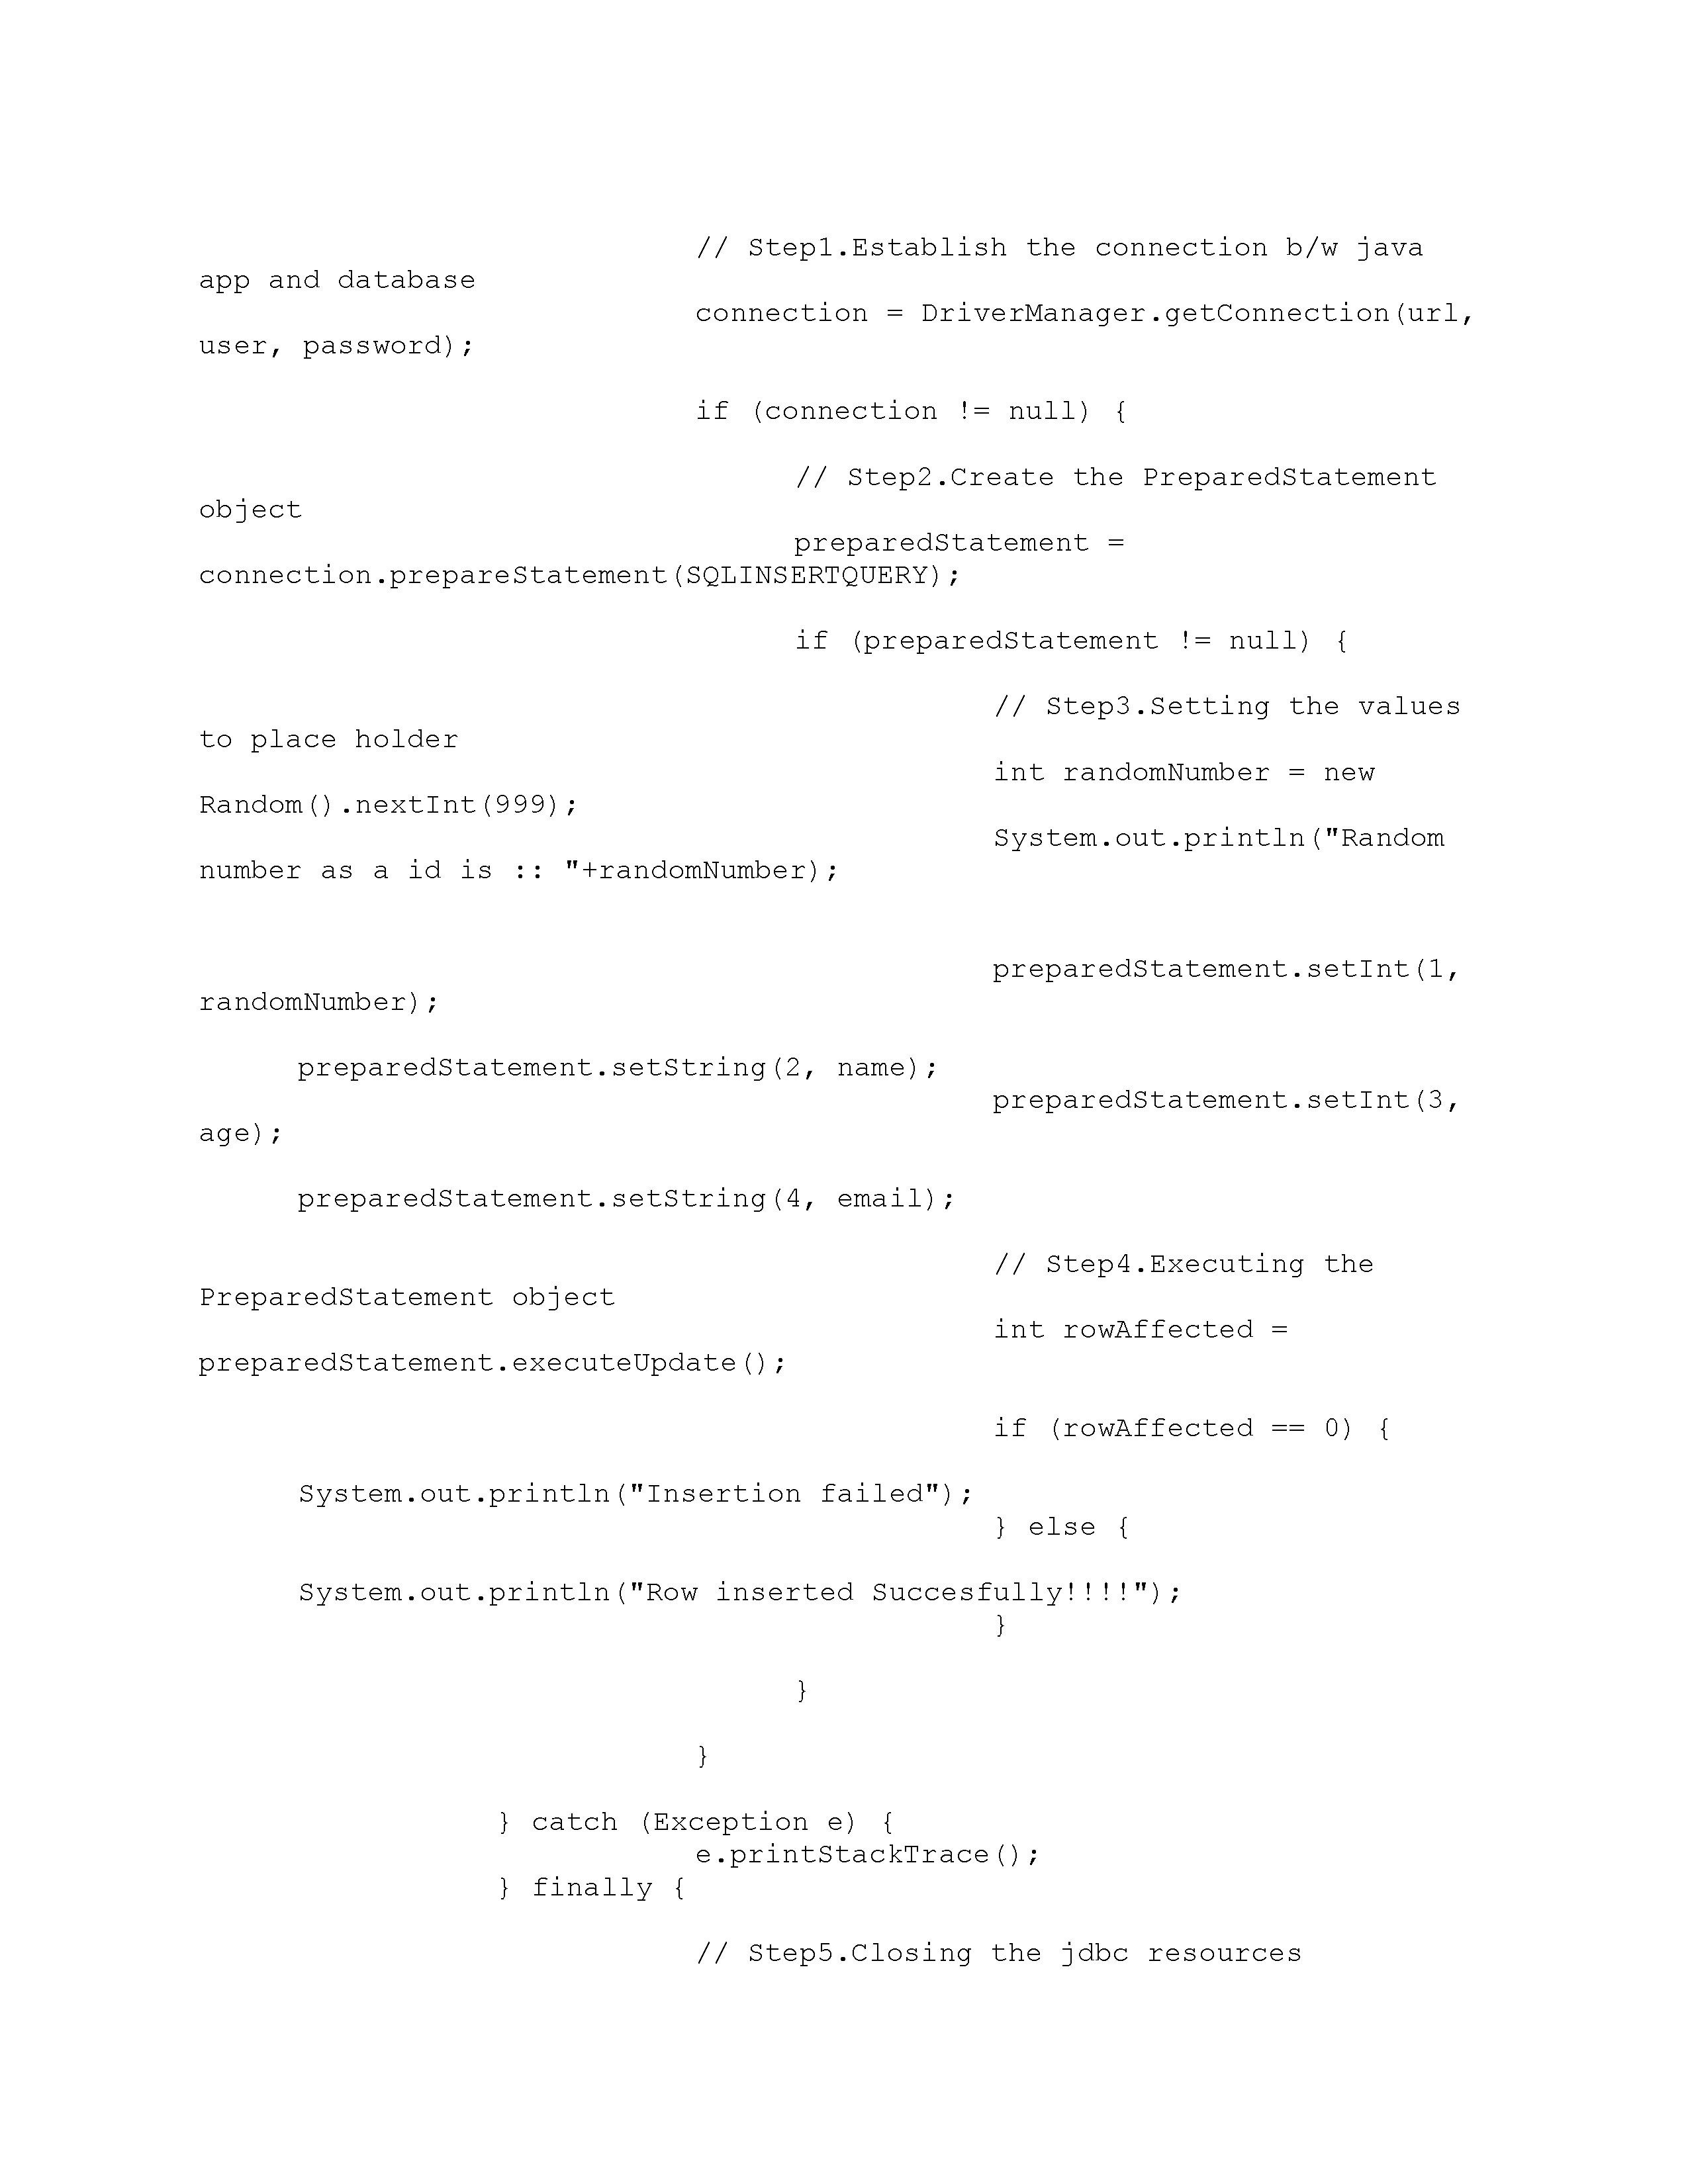 // Step1.Establish the connection b/w java
app and database
connection = DriverManager.getConnection(url,
user, password);
if (connection != null) {
// Step2.Create the PreparedStatement
object
preparedStatement =
connection.prepareStatement(SQLINSERTQUERY);
if (preparedStatement != null) {
// Step3.Setting the values
to place holder
int randomNumber = new
Random().nextInt(999);
System.out.println("Random
number as a id is :: "+randomNumber);
preparedStatement.setInt(1,
randomNumber);
preparedStatement.setString(2, name);
preparedStatement.setInt(3,
age);
preparedStatement.setString(4, email);
// Step4.Executing the
PreparedStatement object
int rowAffected =
preparedStatement.executeUpdate();
if (rowAffected == 0) {
System.out.println("Insertion failed");
} else {
System.out.println("Row inserted Succesfully!!!!");
}
}
}
} catch (Exception e) {
e.printStackTrace();
} finally {
// Step5.Closing the jdbc resources